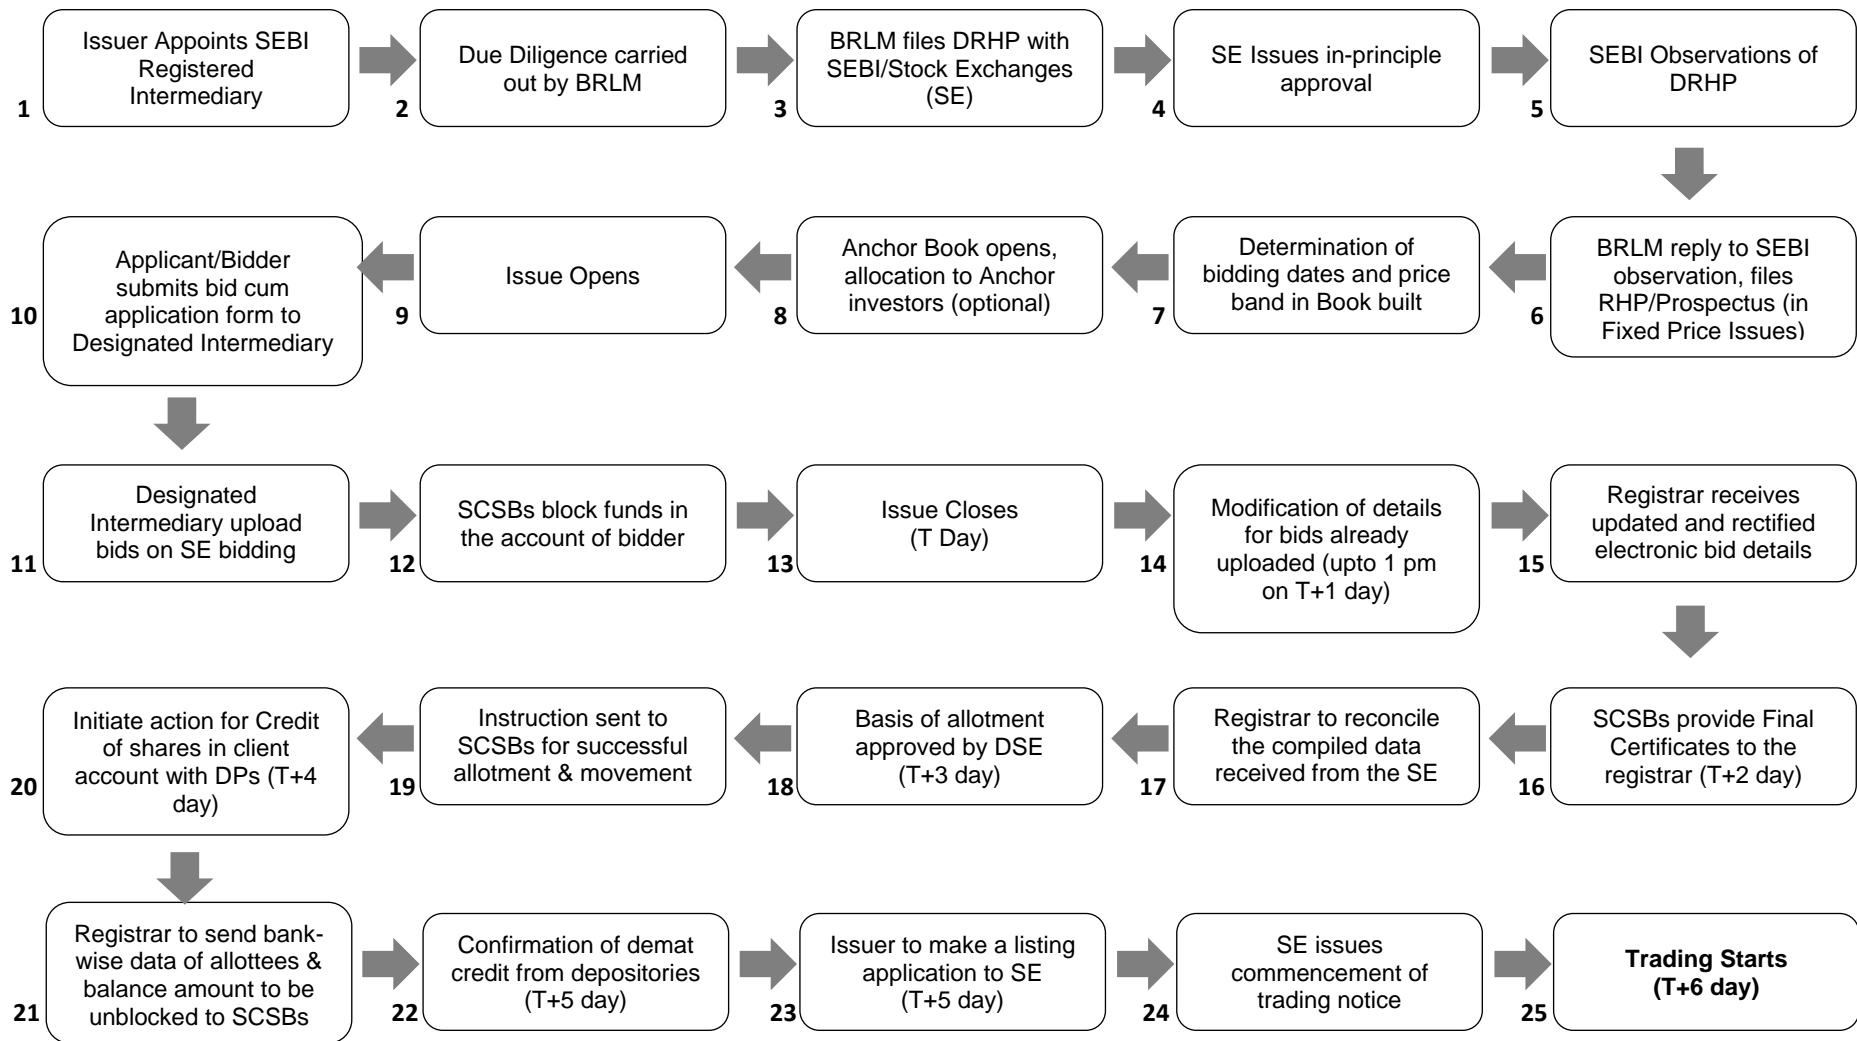 Issuer Appoints SEBI
Registered
Intermediary
1
Due Diligence carried
out by BRLM
2
BRLM files DRHP with
SEBI/Stock Exchanges
(SE)
3
SE Issues in-principle
approval
4
SEBI Observations of
DRHP
5
BRLM reply to SEBI
observation, files
RHP/Prospectus (in
Fixed Price Issues)
6
Determination of
bidding dates and price
band in Book built
7
Anchor Book opens,
allocation to Anchor
investors (optional)
8
Issue Opens
9
Applicant/Bidder
submits bid cum
application form to
Designated Intermediary
10
Designated
Intermediary upload
bids on SE bidding
11
SCSBs block funds in
the account of bidder
12
Issue Closes
(T Day)
13
Modification of details
for bids already
uploaded (upto 1 pm
on T+1 day)
14
Registrar receives
updated and rectified
electronic bid details
15
SCSBs provide Final
Certificates to the
registrar (T+2 day)
16
Registrar to reconcile
the compiled data
received from the SE
17
Basis of allotment
approved by DSE
(T+3 day)
18
Instruction sent to
SCSBs for successful
allotment & movement
19
Initiate action for Credit
of shares in client
account with DPs (T+4
day)
20
Registrar to send bank-
wise data of allottees &
balance amount to be
unblocked to SCSBs
21
Confirmation of demat
credit from depositories
(T+5 day)
22
Issuer to make a listing
application to SE
(T+5 day)
23
SE issues
commencement of
trading notice
24
Trading Starts
(T+6 day)
25